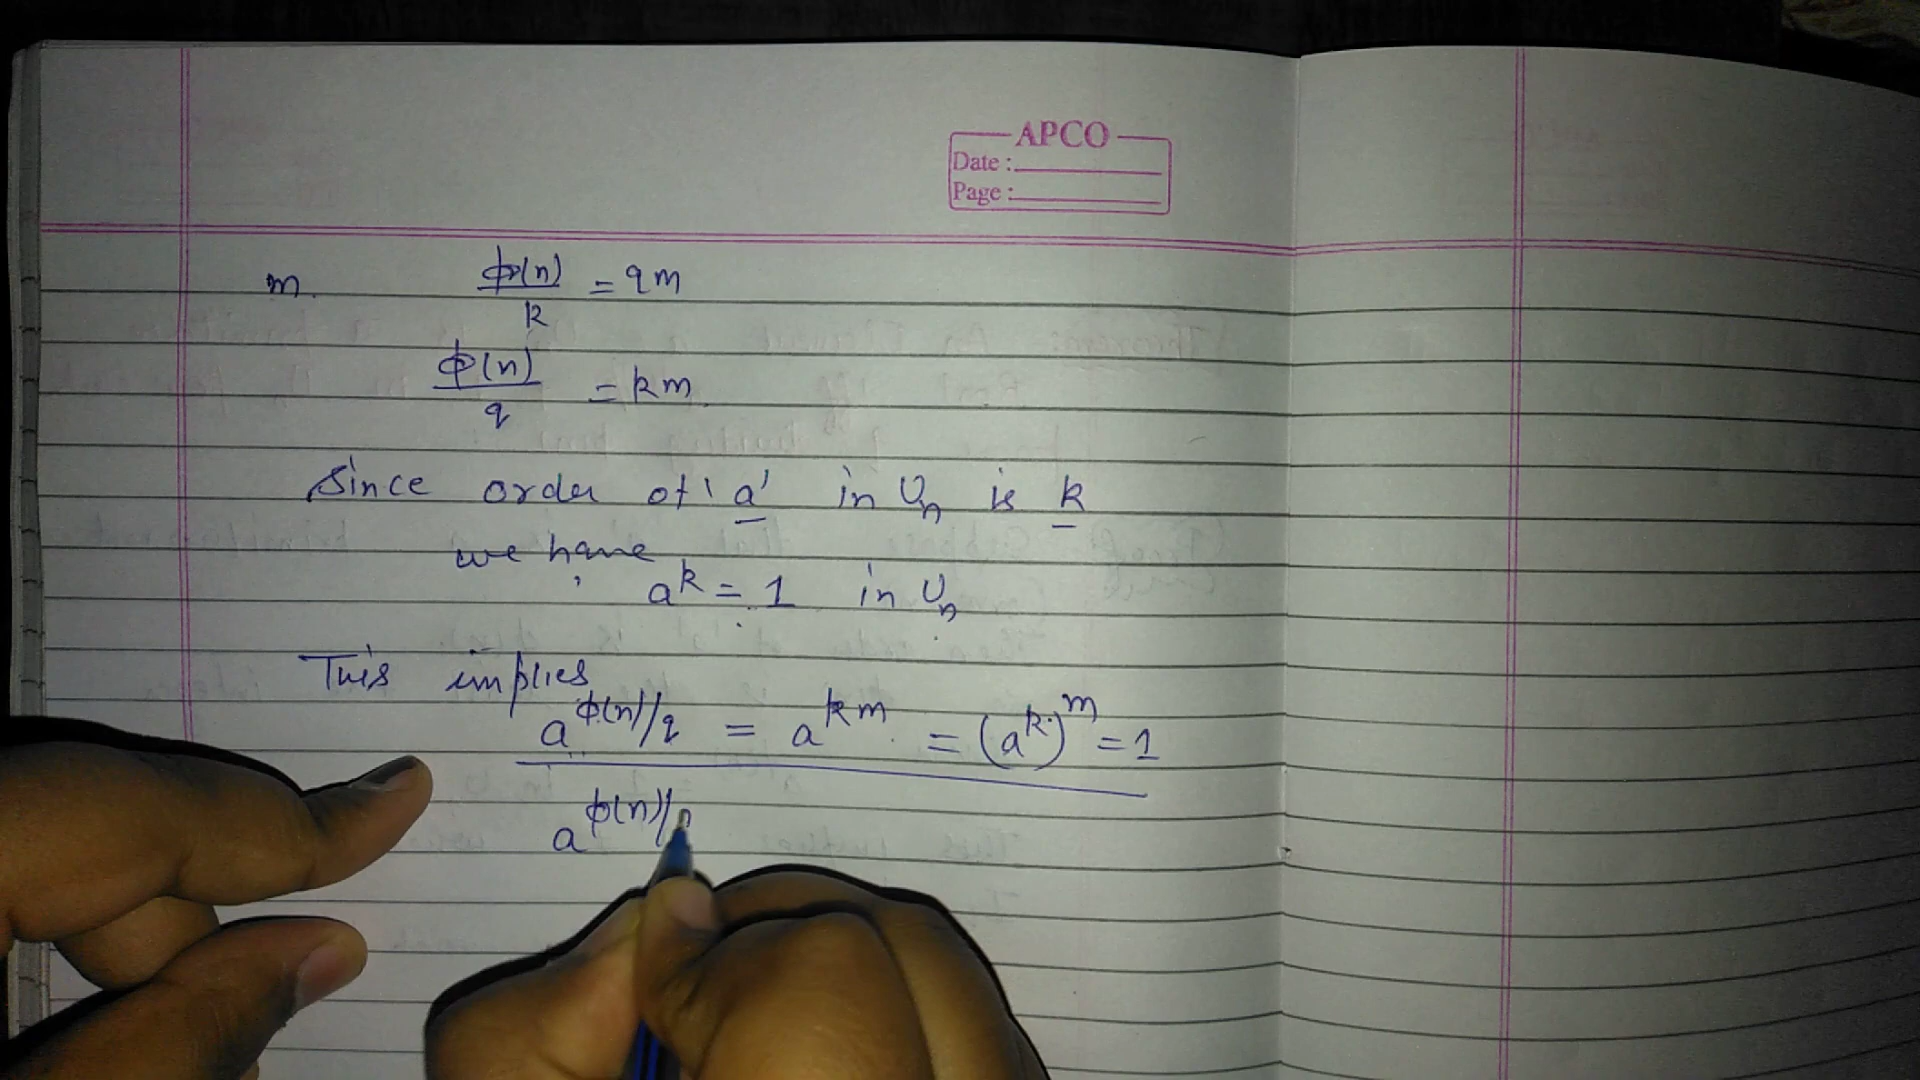 APCO
Date :
Page :
m. ϕ(n)/k = qm
ϕ(n)/q = km.
Since order of 'a' in Uₙ is k
we have
aᵏ = 1 in Uₙ
This implies
a^ϕ(n)/q = a^km = (a^k)^m = 1
a^ϕ(n)/